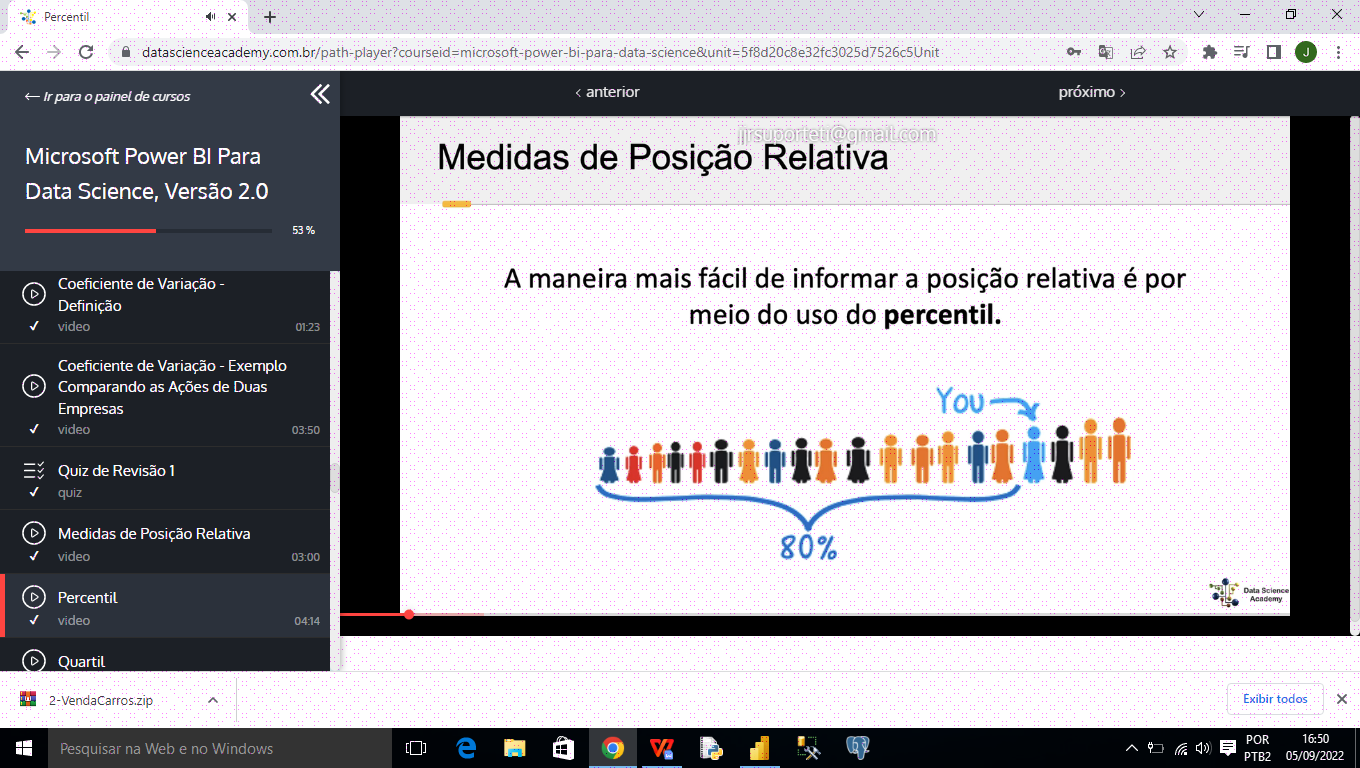 Percentil
datascienceacademy.com.br/path-player?courseid=microsoft-power-bi-para-data-science&unit=5f8d20c8e32fc3025d7526c5Unit
J
← Ir para o painel de cursos
‹ anterior
próximo ›
Microsoft Power BI Para
Data Science, Versão 2.0
53 %
Coeficiente de Variação -
Definição
video
01:23
Coeficiente de Variação - Exemplo
Comparando as Ações de Duas
Empresas
video
03:50
Quiz de Revisão 1
quiz
Medidas de Posição Relativa
video
03:00
Percentil
video
04:14
Quartil
jjrsuporteti@gmail.com
Medidas de Posição Relativa
A maneira mais fácil de informar a posição relativa é por
meio do uso do percentil.
You
80%
Data Science
Academy
2-VendaCarros.zip
Exibir todos
Pesquisar na Web e no Windows
POR
PTB2
16:50
05/09/2022